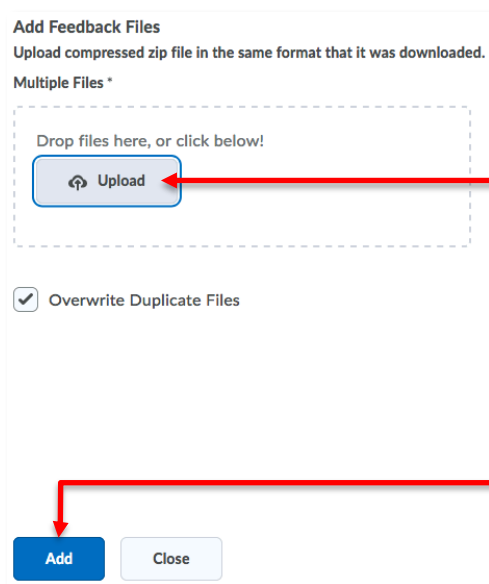 Add Feedback Files
Upload compressed zip file in the same format that it was downloaded.
Multiple Files *
Drop files here, or click below!
Upload
Overwrite Duplicate Files
Add Close